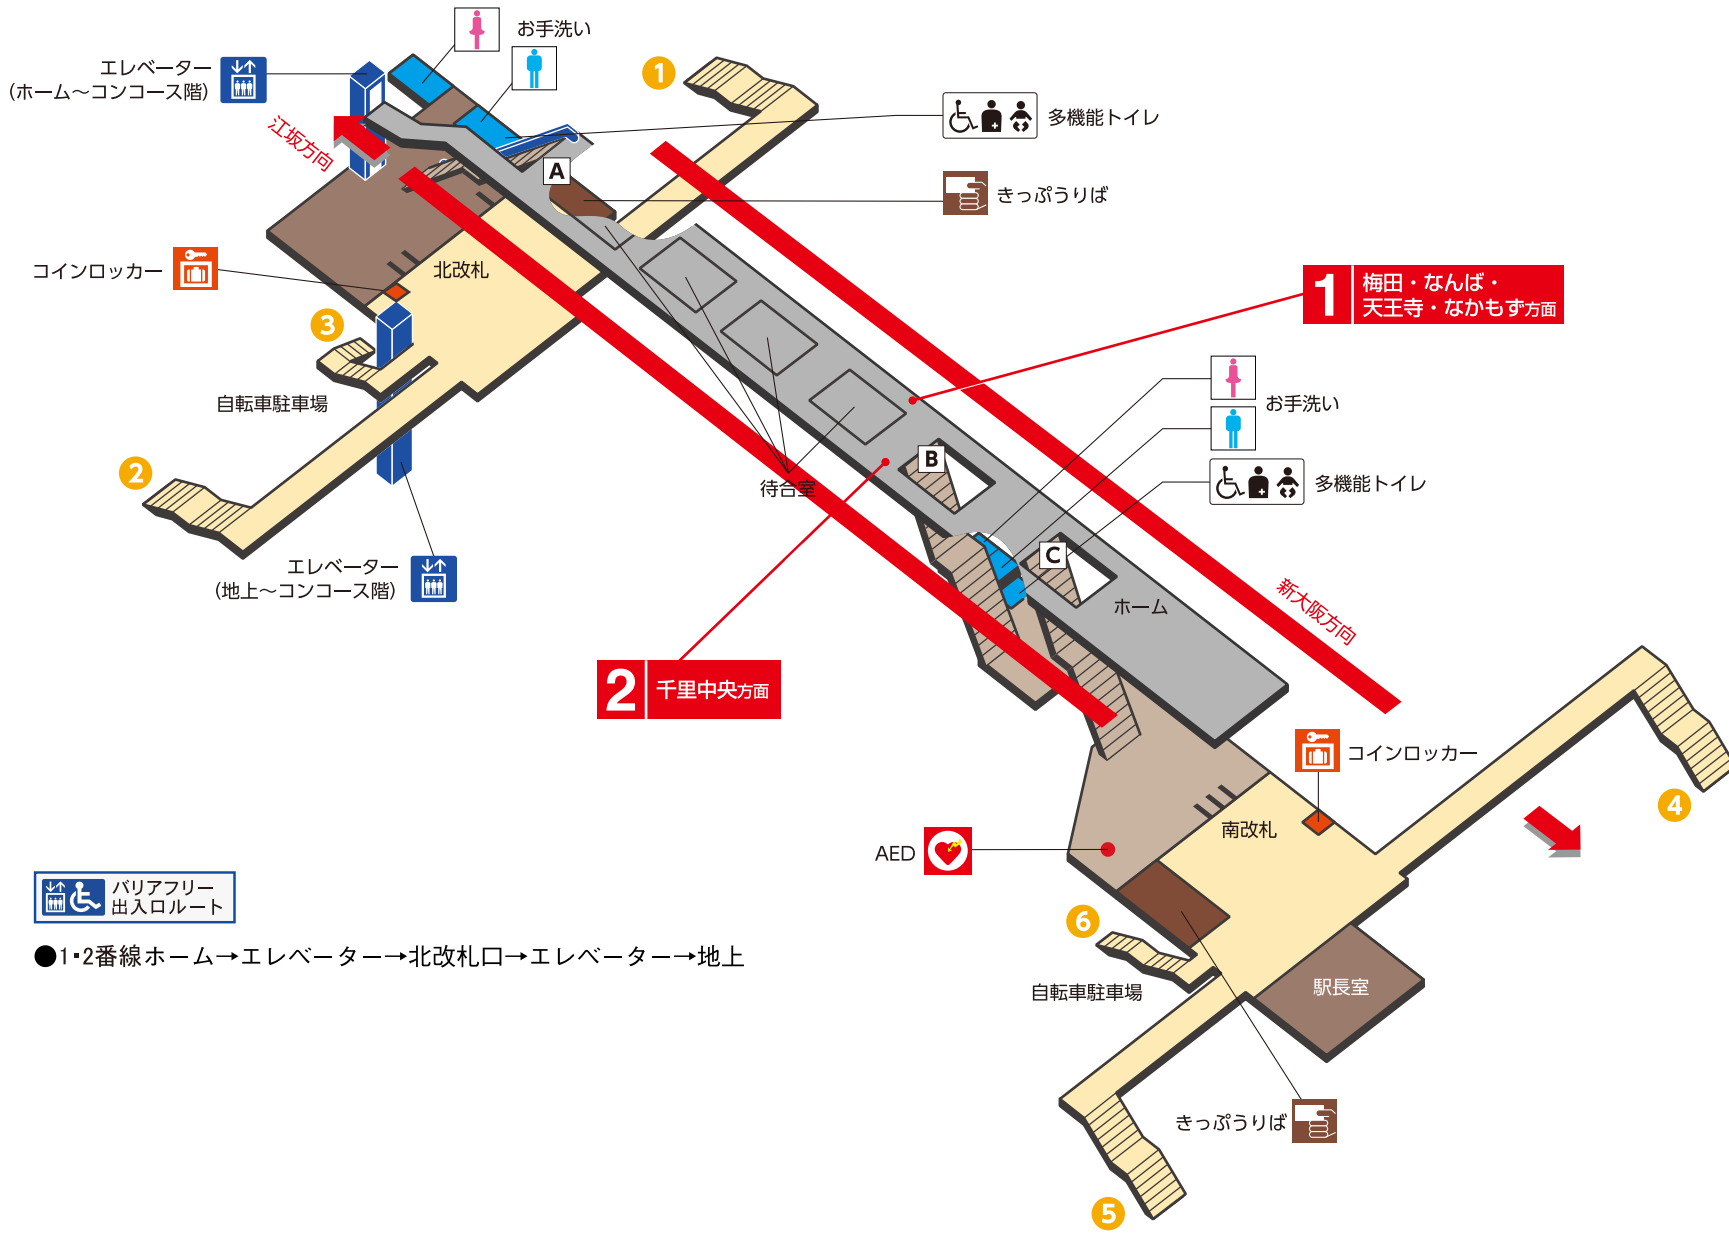 お手洗い
エレベーター
(ホーム〜コンコース階)
1
江坂方向
多機能トイレ
A
きっぷうりば
コインロッカー
北改札
1
梅田・なんば・
天王寺・なかもず方面
3
自転車駐車場
お手洗い
2
B
待合室
多機能トイレ
エレベーター
(地上〜コンコース階)
C
ホーム
新大阪方向
2
千里中央方面
コインロッカー
4
南改札
AED
バリアフリー
出入口ルート
6
●1・2番線ホーム→エレベーター→北改札口→エレベーター→地上
自転車駐車場
駅長室
きっぷうりば
5